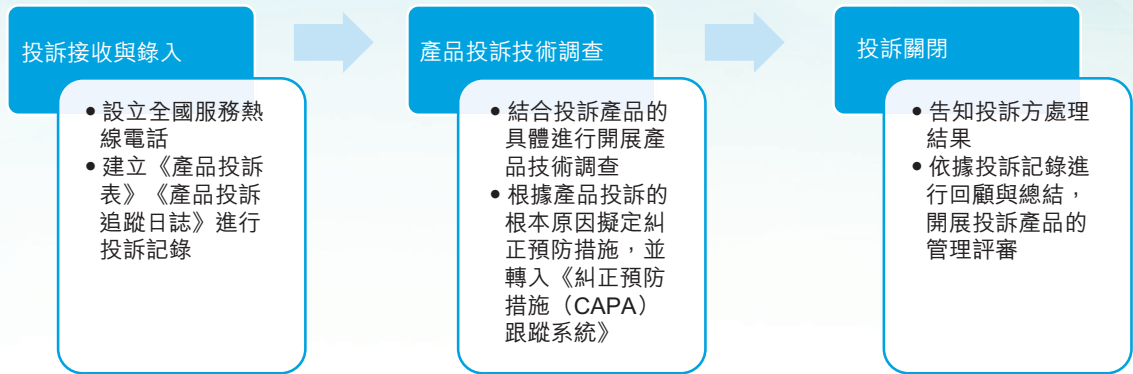 投訴接收與錄入
• 設立全國服務熱
線電話
• 建立《產品投訴
表》《產品投訴
追蹤日誌》進行
投訴記錄
產品投訴技術調查
• 結合投訴產品的
具體進行開展產
品技術調查
• 根據產品投訴的
根本原因擬定糾
正預防措施，並
轉入《糾正預防
措施（CAPA）
跟蹤系統》
投訴關閉
• 告知投訴方處理
結果
• 依據投訴記錄進
行回顧與總結，
開展投訴產品的
管理評審